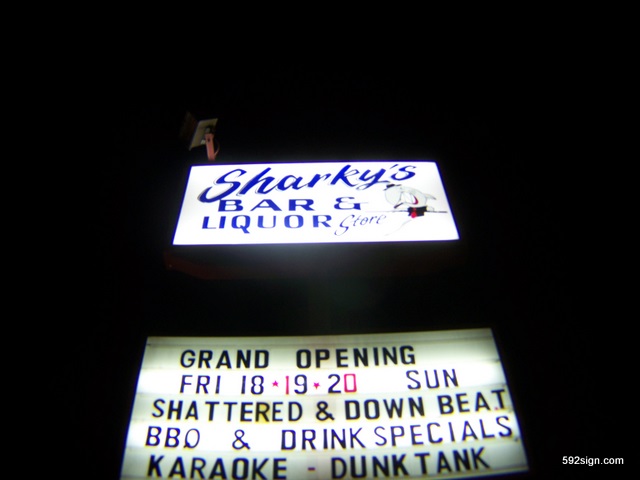 Sharky's
BAR &
LIQUOR Store
GRAND OPENING
FRI 18*19*20 SUN
SHATTERED & DOWN BEAT
BBQ & DRINK SPECIALS
KARAOKE - DUNK TANK
592sign.com